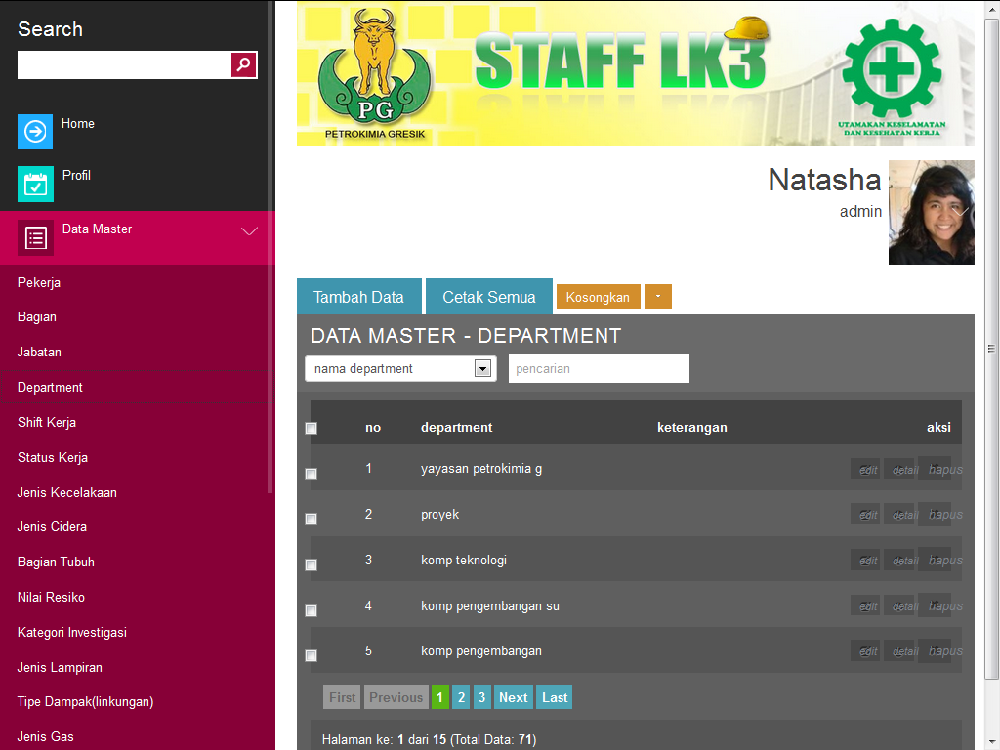 Search
Home
Profil
Data Master
Pekerja
Bagian
Jabatan
Department
Shift Kerja
Status Kerja
Jenis Kecelakaan
Jenis Cidera
Bagian Tubuh
Nilai Resiko
Kategori Investigasi
Jenis Lampiran
Tipe Dampak(linkungan)
Jenis Gas
PG
PETROKIMIA GRESIK
STAFF LK3
UTAMAKAN KESELAMATAN
DAN KESEHATAN KERJA
Natasha
admin
Tambah Data Cetak Semua Kosongkan -
DATA MASTER - DEPARTMENT
nama department pencarian
no department keterangan aksi
1 yayasan petrokimia g edit detail hapus
2 proyek edit detail hapus
3 komp teknologi edit detail hapus
4 komp pengembangan su edit detail hapus
5 komp pengembangan edit detail hapus
First Previous 1 2 3 Next Last
Halaman ke: 1 dari 15 (Total Data: 71)